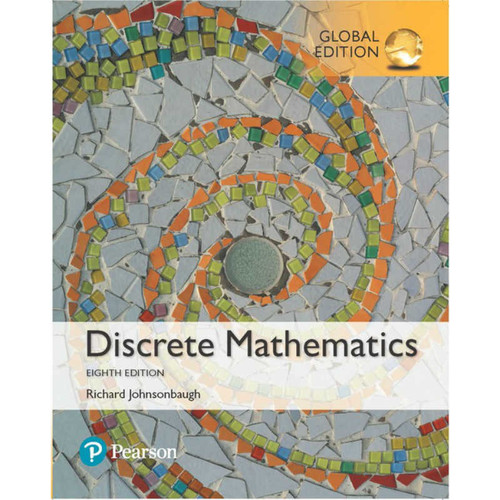 GLOBAL
EDITION
Discrete Mathematics
EIGHTH EDITION
Richard Johnsonbaugh
Pearson